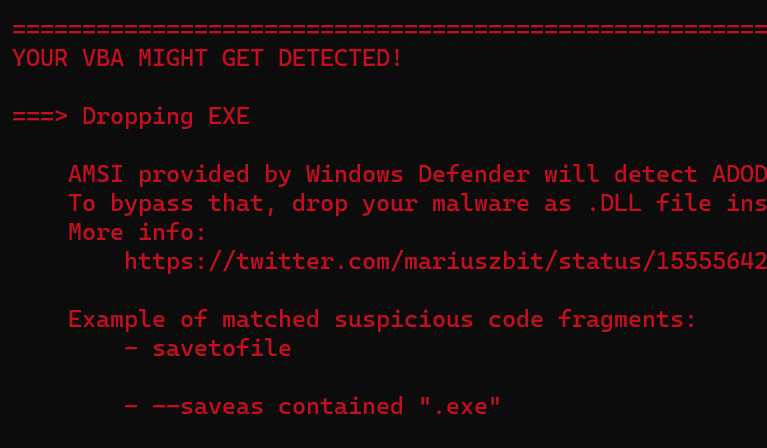 ======================================================
YOUR VBA MIGHT GET DETECTED!
===> Dropping EXE
AMSI provided by Windows Defender will detect ADOD
To bypass that, drop your malware as .DLL file ins
More info:
https://twitter.com/mariuszbit/status/15555642
Example of matched suspicious code fragments:
- savetofile
- --saveas contained ".exe"